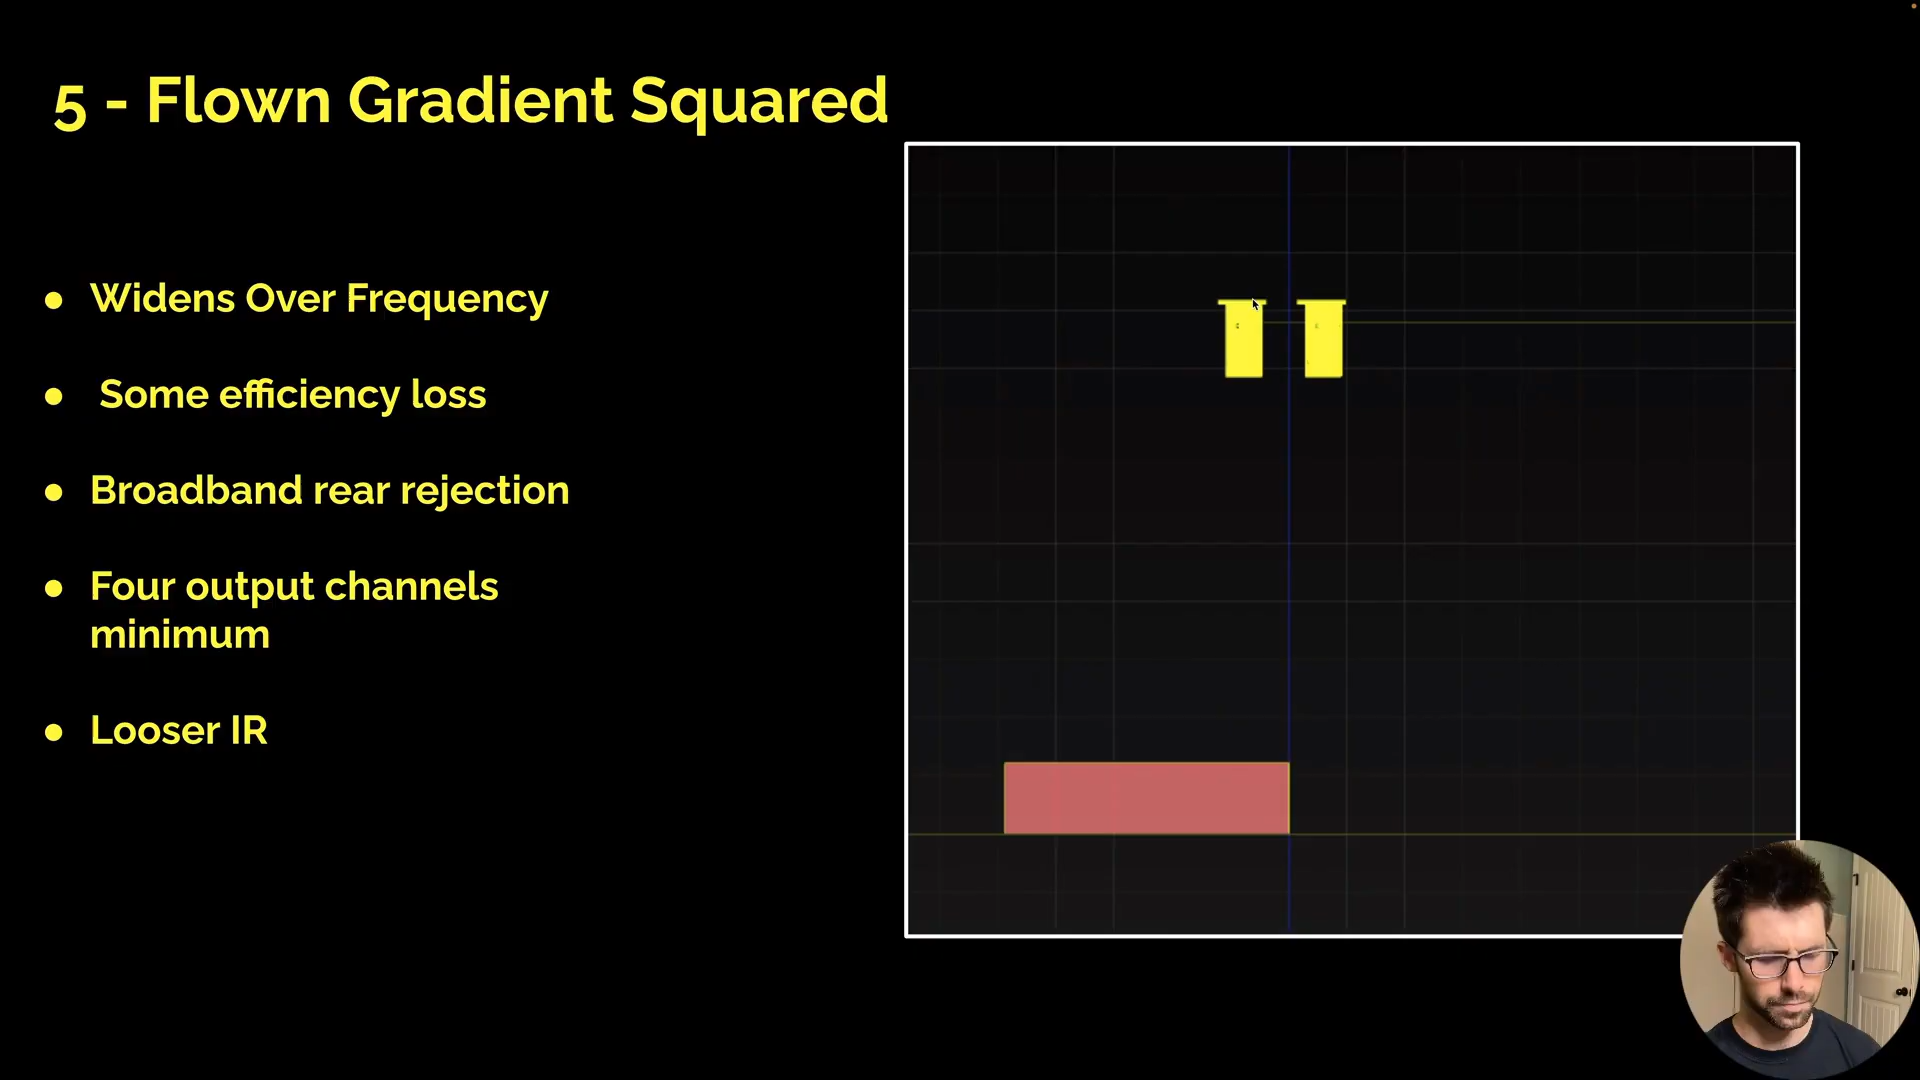 5 - Flown Gradient Squared
● Widens Over Frequency
● Some efficiency loss
● Broadband rear rejection
● Four output channels
minimum
● Looser IR